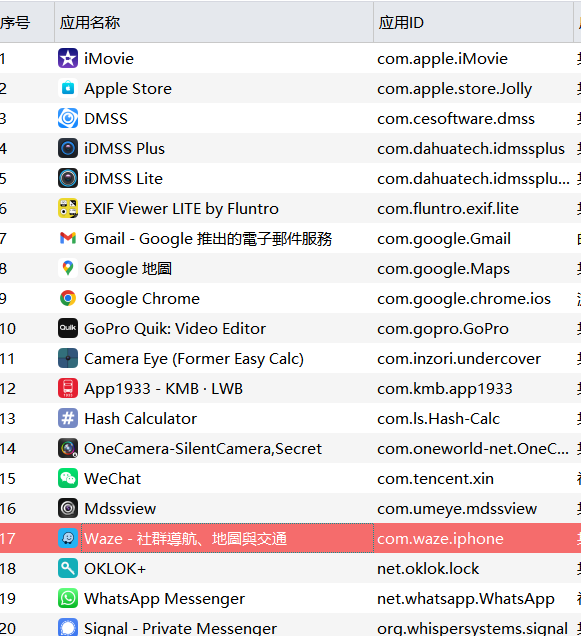 序号 应用名称 应用ID
1 iMovie com.apple.iMovie
2 Apple Store com.apple.store.Jolly
3 DMSS com.cesoftware.dmss
4 iDMSS Plus com.dahuatech.idmssplus
5 iDMSS Lite com.dahuatech.idmssplu...
6 EXIF Viewer LITE by Fluntro com.fluntro.exif.lite
7 Gmail - Google 推出的電子郵件服務 com.google.Gmail
8 Google 地圖 com.google.Maps
9 Google Chrome com.google.chrome.ios
10 Quik GoPro Quik: Video Editor com.gopro.GoPro
11 Camera Eye (Former Easy Calc) com.inzori.undercover
12 1933 App1933 - KMB · LWB com.kmb.app1933
13 # Hash Calculator com.ls.Hash-Calc
14 OneCamera-SilentCamera,Secret com.oneworld-net.OneC...
15 WeChat com.tencent.xin
16 Mdssview com.umeye.mdssview
17 Waze - 社群導航、地圖與交通 com.waze.iphone
18 OKLOK+ net.oklok.lock
19 WhatsApp Messenger net.whatsapp.WhatsApp
20 Signal - Private Messenger org.whispersystems.signal